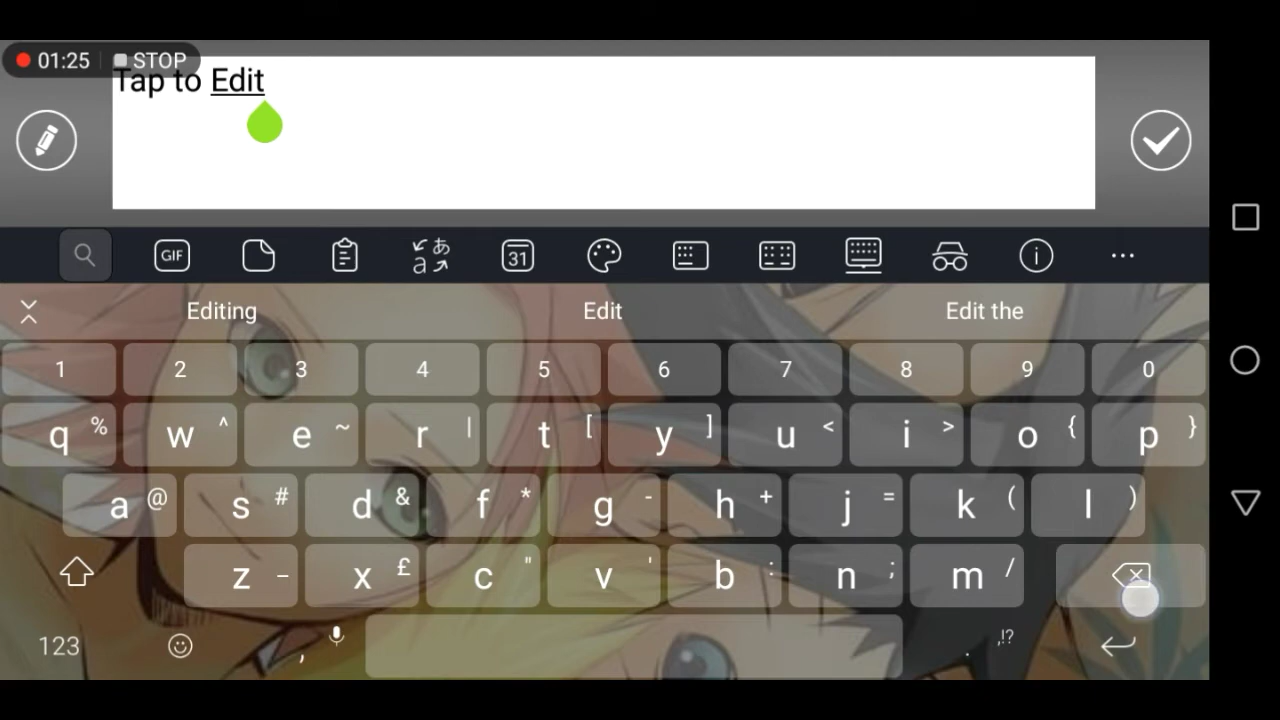 01:25 STOP
Tap to Edit
GIF
あ
a
31
Editing Edit Edit the
1 2 3 4 5 6 7 8 9 0
q % w ^ e ~ r | t [ y ] u < i > o { p }
a @ s # d & f * g - h + j = k ( l )
z _ x £ c " v ' b : n ; m /
123 , . ,!?